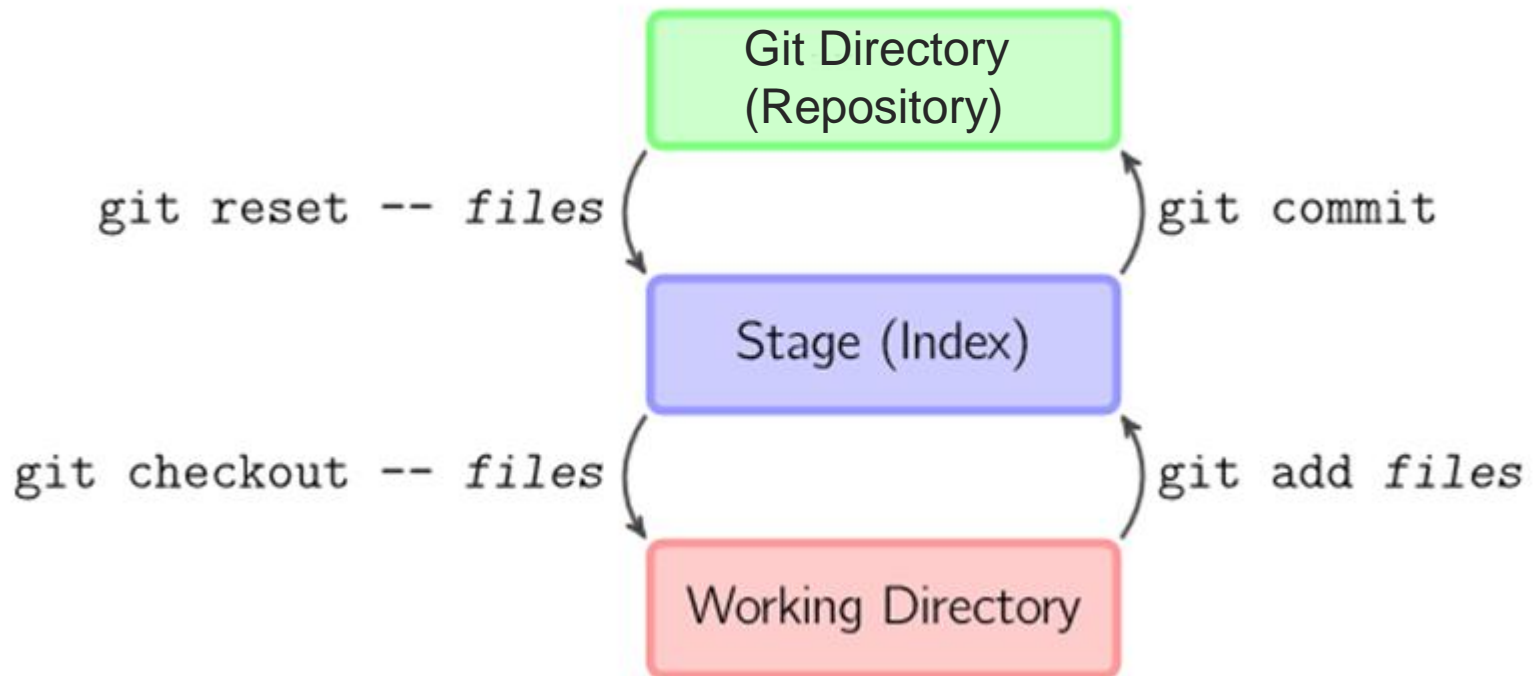 Git Directory
(Repository)
git reset -- files
git commit
Stage (Index)
git checkout -- files
git add files
Working Directory